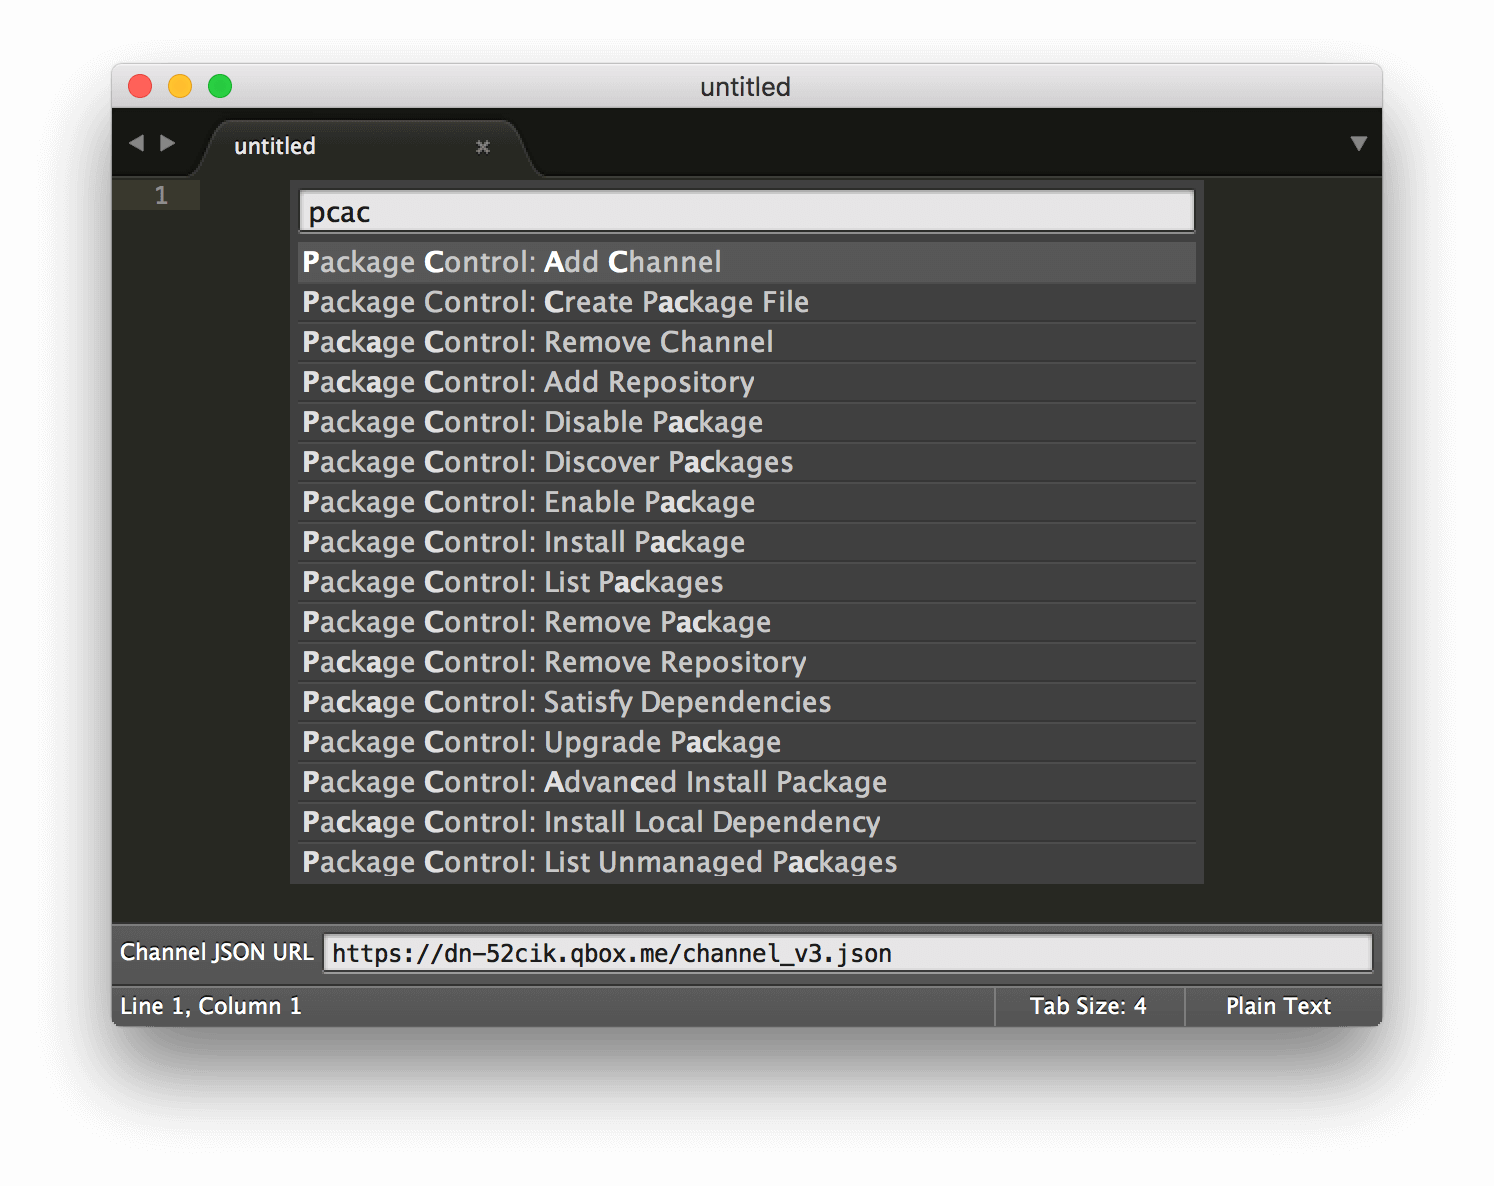 untitled
untitled
1
pcac
Package Control: Add Channel
Package Control: Create Package File
Package Control: Remove Channel
Package Control: Add Repository
Package Control: Disable Package
Package Control: Discover Packages
Package Control: Enable Package
Package Control: Install Package
Package Control: List Packages
Package Control: Remove Package
Package Control: Remove Repository
Package Control: Satisfy Dependencies
Package Control: Upgrade Package
Package Control: Advanced Install Package
Package Control: Install Local Dependency
Package Control: List Unmanaged Packages
Channel JSON URL https://dn-52cik.qbox.me/channel_v3.json
Line 1, Column 1 Tab Size: 4 Plain Text